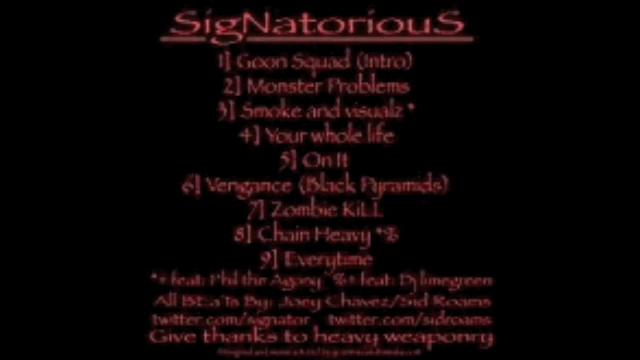 SigNatoriouS
1] Goon Squad (Intro)
2] Monster Problems
3] Smoke and visualz *
4] Your whole life
5] On It
6] Vengance (Black Pyramids)
7] Zombie KiLL
8] Chain Heavy *%
9] Everytime
*= feat: Phil the Agony %= feat: Dj limegreen
All BEaTs By: Joey Chavez/Sid Roams
twitter.com/signator twitter.com/sidroams
Give thanks to heavy weaponry